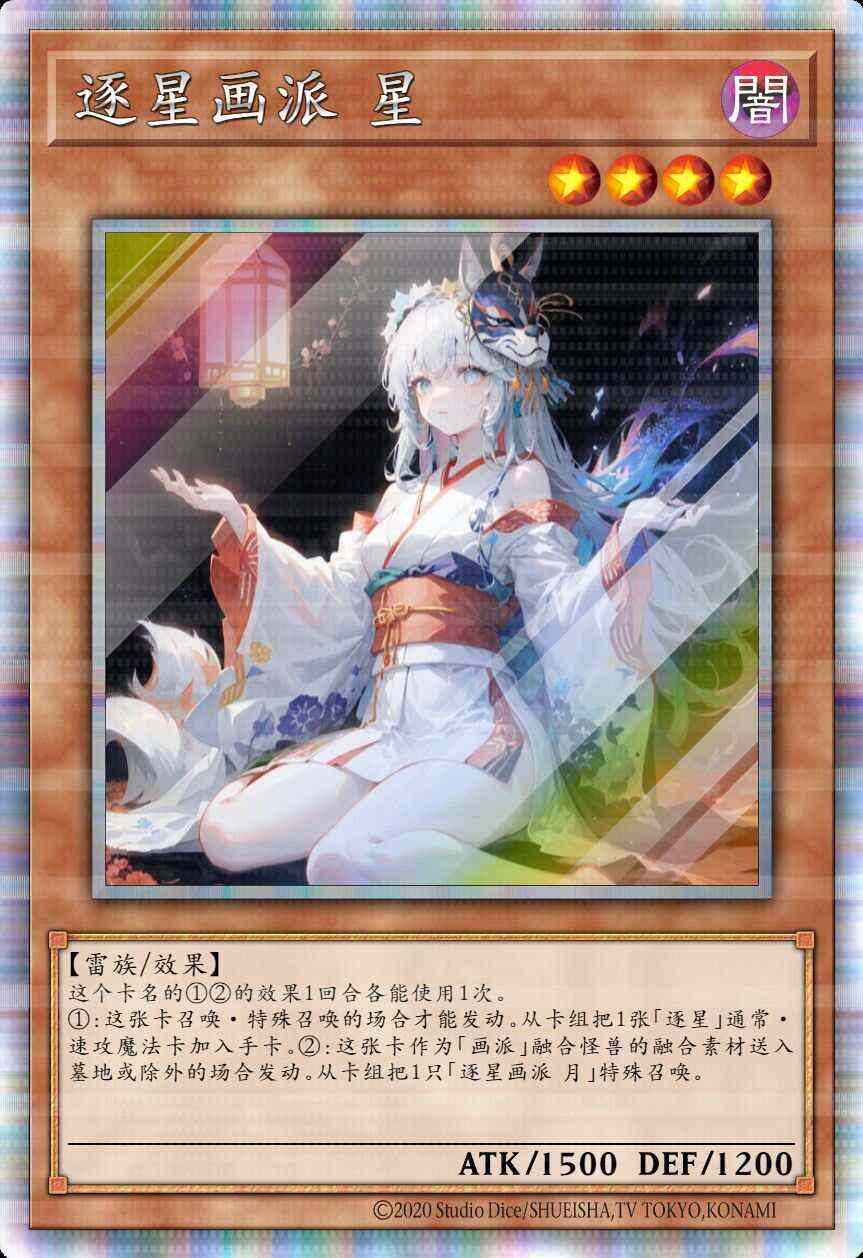 逐星画派 星
闇
【雷族/效果】
这个卡名的①②的效果1回合各能使用1次。
①:这张卡召唤・特殊召唤的场合才能发动。从卡组把1张「逐星」通常・
速攻魔法卡加入手卡。②:这张卡作为「画派」融合怪兽的融合素材送入
墓地或除外的场合发动。从卡组把1只「逐星画派 月」特殊召唤。
ATK/1500 DEF/1200
©2020 Studio Dice/SHUEISHA,TV TOKYO,KONAMI